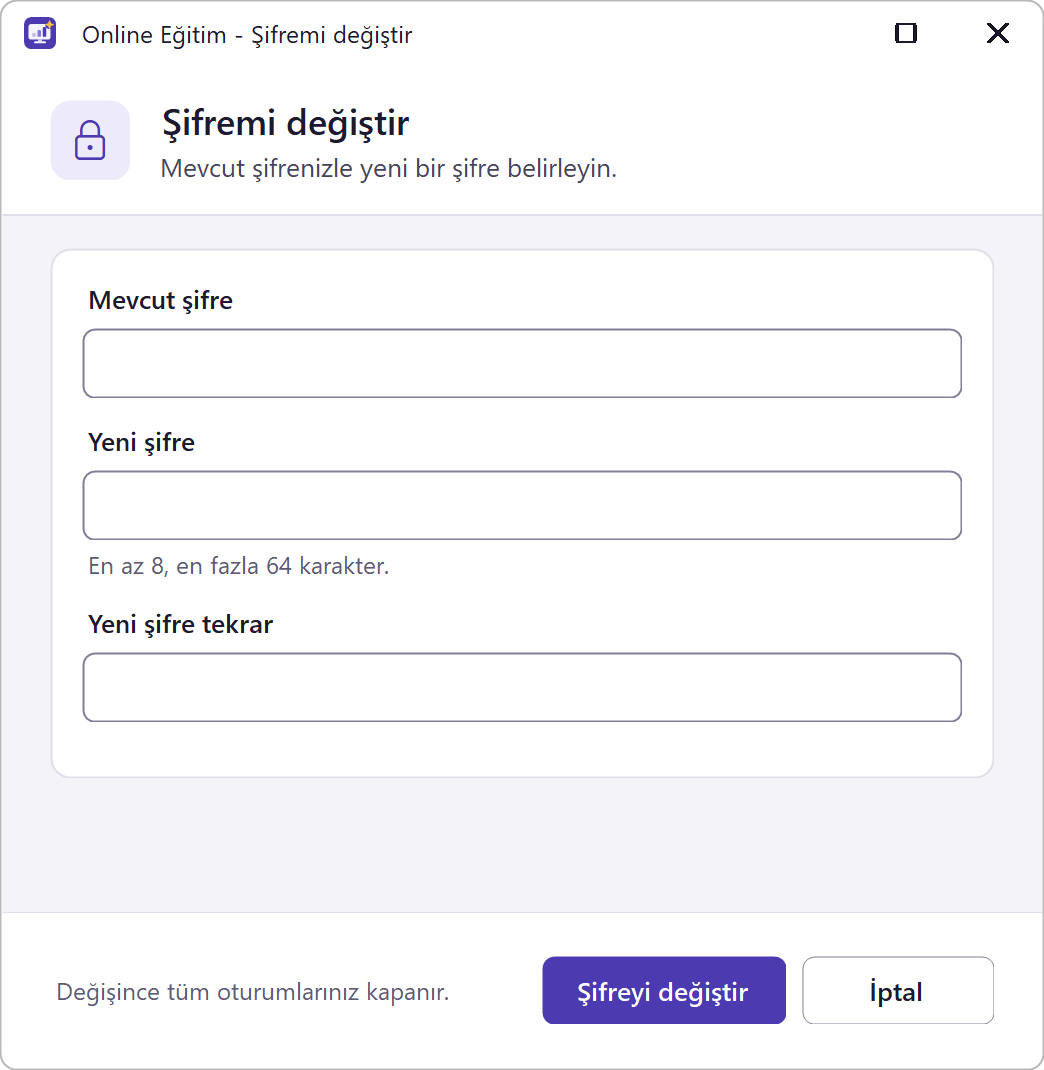 Online Eğitim - Şifremi değiştir
Şifremi değiştir
Mevcut şifrenizle yeni bir şifre belirleyin.
Mevcut şifre
Yeni şifre
En az 8, en fazla 64 karakter.
Yeni şifre tekrar
Değişince tüm oturumlarınız kapanır.
Şifreyi değiştir
İptal